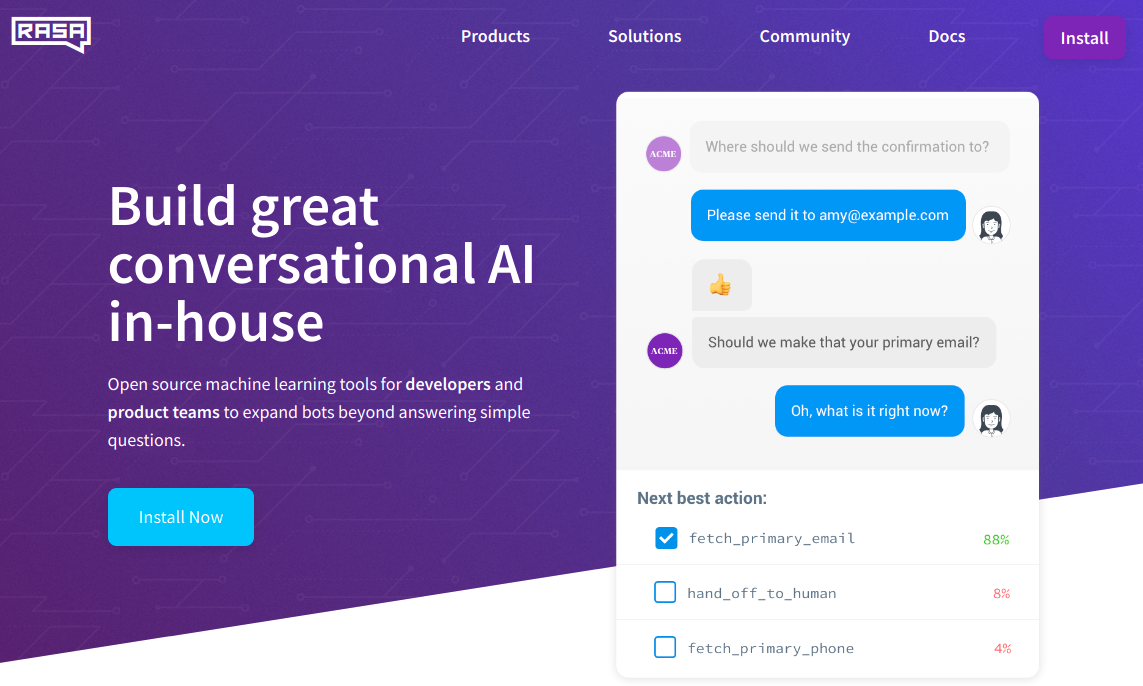 RASA
Products
Solutions
Community
Docs
Install
Build great
conversational AI
in-house
Open source machine learning tools for developers and
product teams to expand bots beyond answering simple
questions.
Install Now
ACME
Where should we send the confirmation to?
Please send it to amy@example.com
ACME
Should we make that your primary email?
Oh, what is it right now?
Next best action:
fetch_primary_email 88%
hand_off_to_human 8%
fetch_primary_phone 4%